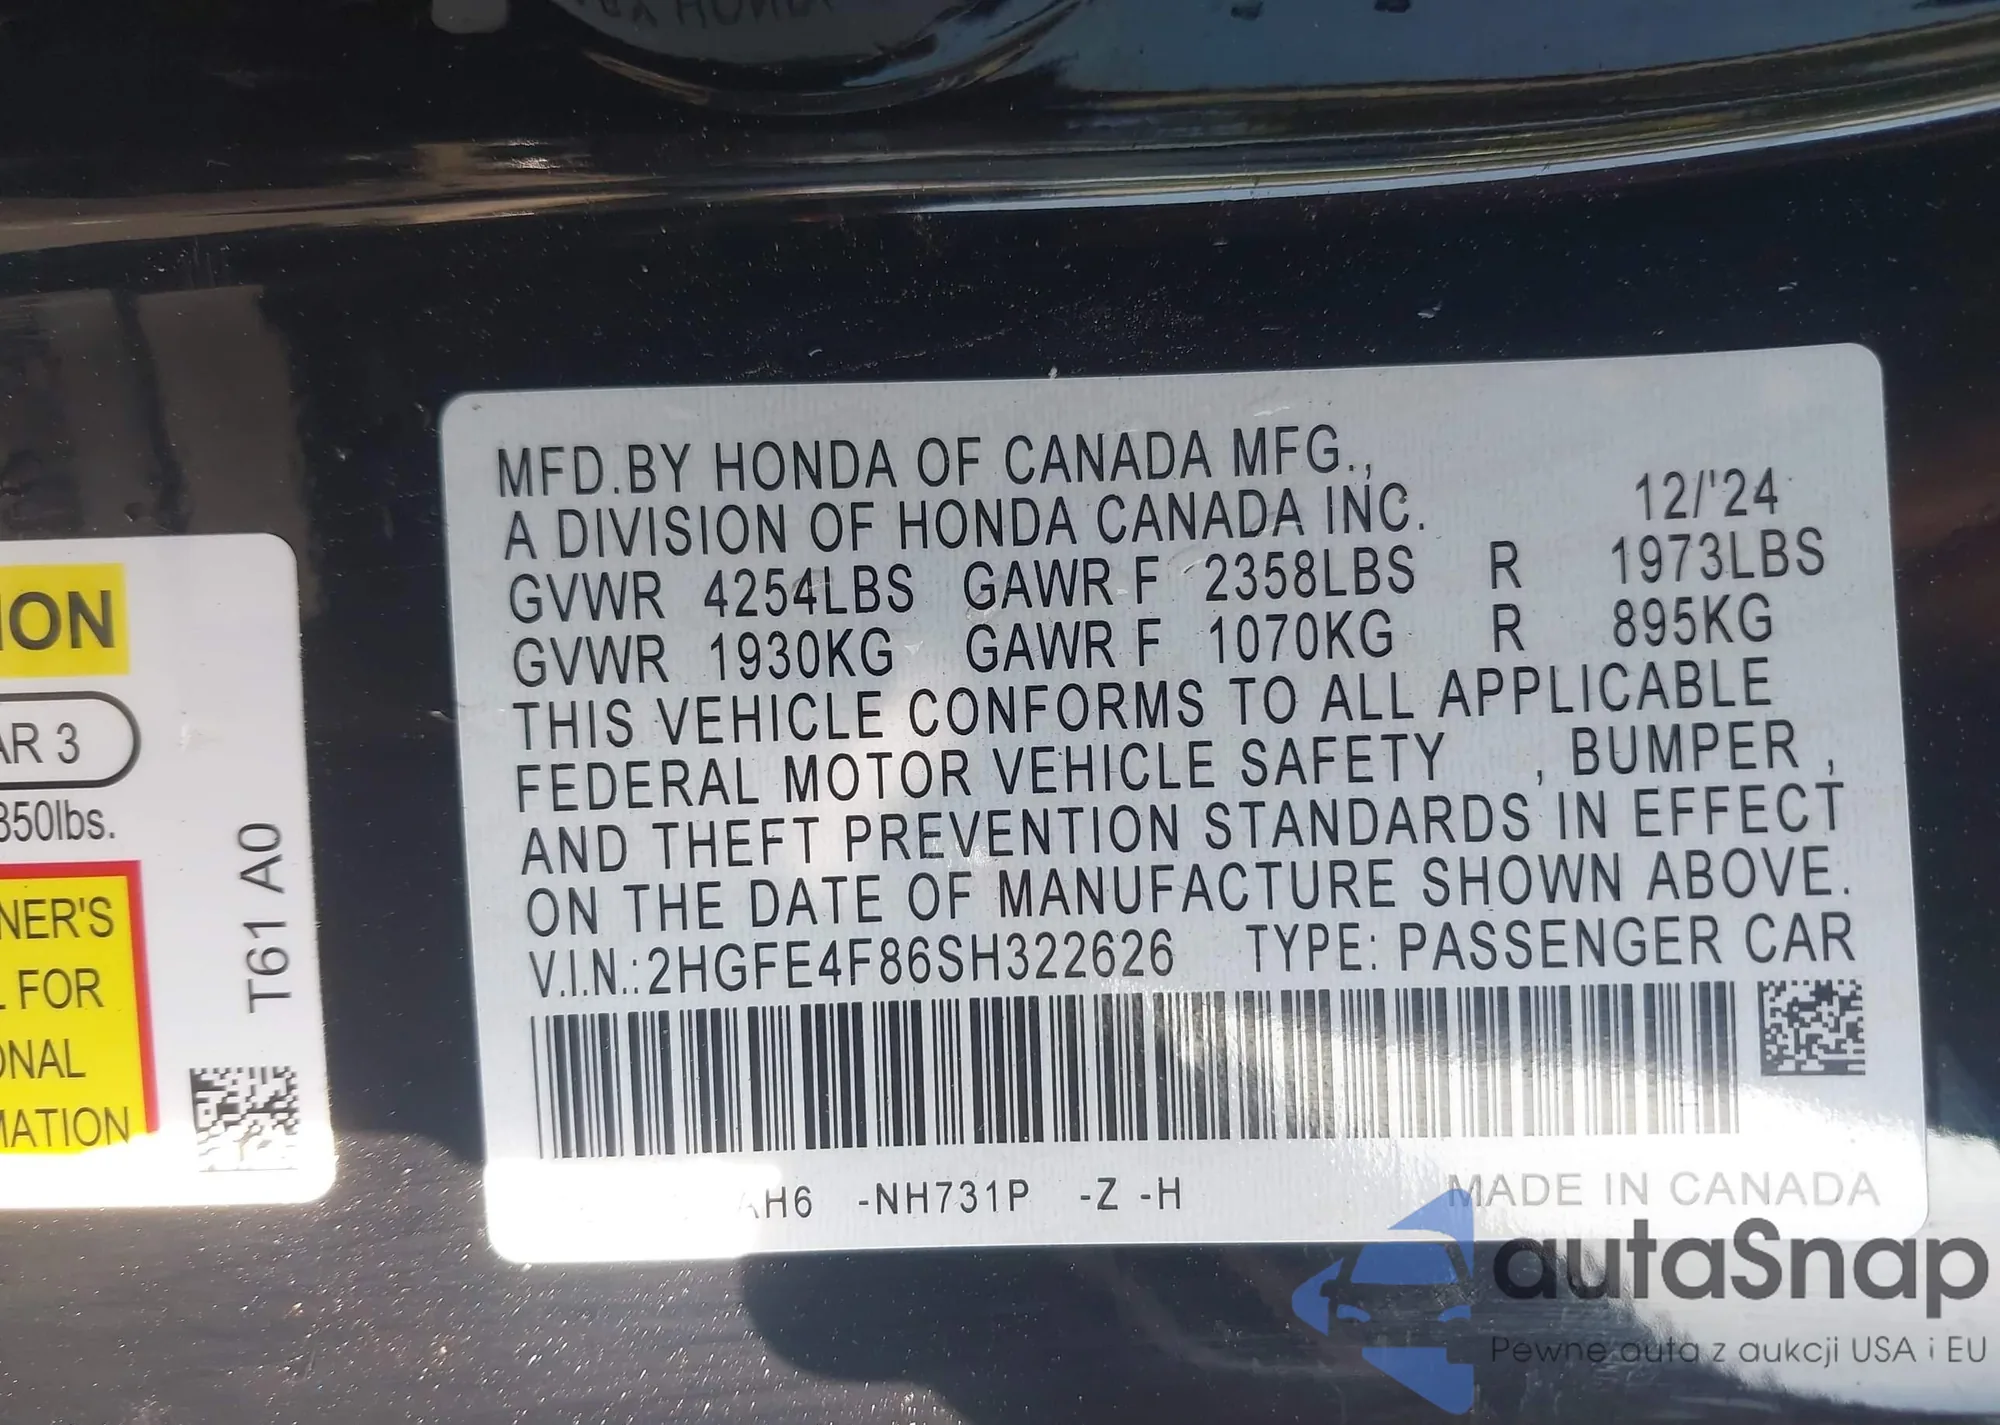 MFD.BY HONDA OF CANADA MFG.,
A DIVISION OF HONDA CANADA INC. 12/'24
GVWR 4254LBS GAWR F 2358LBS R 1973LBS
GVWR 1930KG GAWR F 1070KG R 895KG
THIS VEHICLE CONFORMS TO ALL APPLICABLE
FEDERAL MOTOR VEHICLE SAFETY , BUMPER ,
AND THEFT PREVENTION STANDARDS IN EFFECT
ON THE DATE OF MANUFACTURE SHOWN ABOVE.
V.I.N.:2HGFE4F86SH322626 TYPE: PASSENGER CAR
AH6 -NH731P -Z -H MADE IN CANADA
ION
AR 3
350lbs.
NER'S
L FOR
ONAL
MATION
T61 A0
autaSnap
Pewne auta z aukcji USA i EU